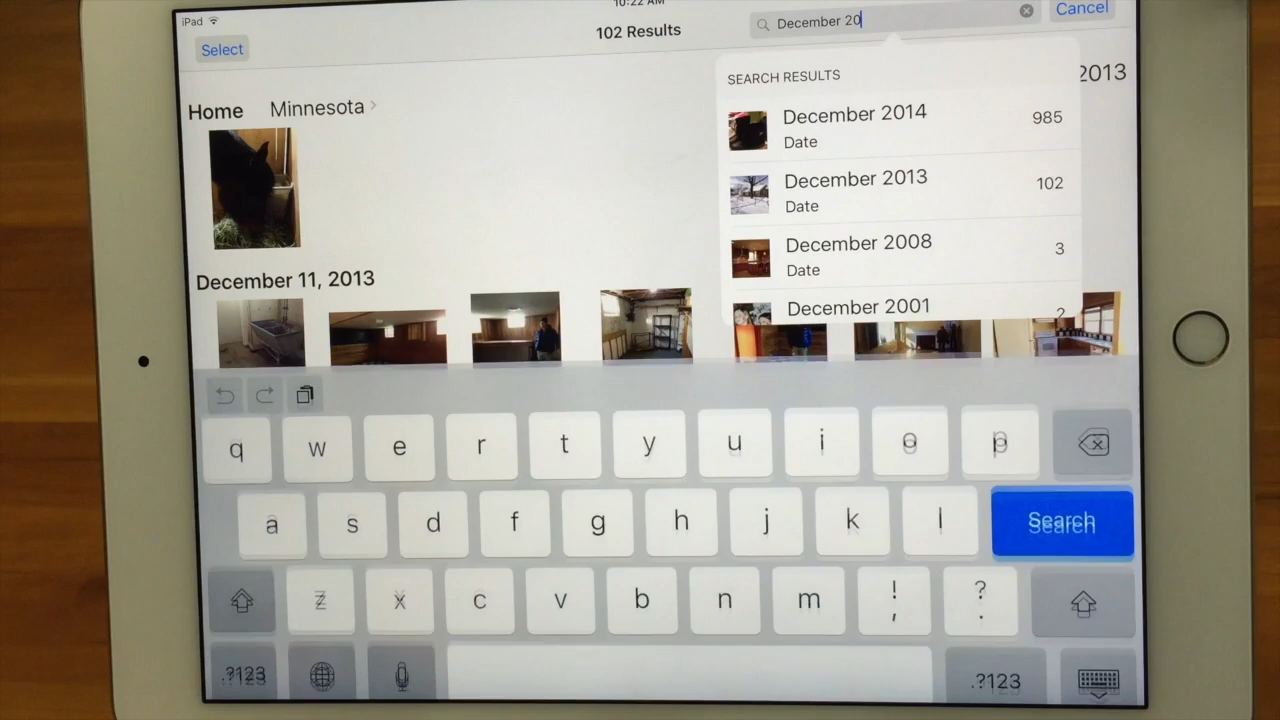 iPad
10:22 AM
December 20
Cancel
102 Results
Select
SEARCH RESULTS
2013
Home Minnesota
December 2014
Date
985
December 2013
Date
102
December 2008
Date
3
December 2001
2
December 11, 2013
q w e r t y u i o p
a s d f g h j k l Search
z x c v b n m ! , ? .
.?123 .?123